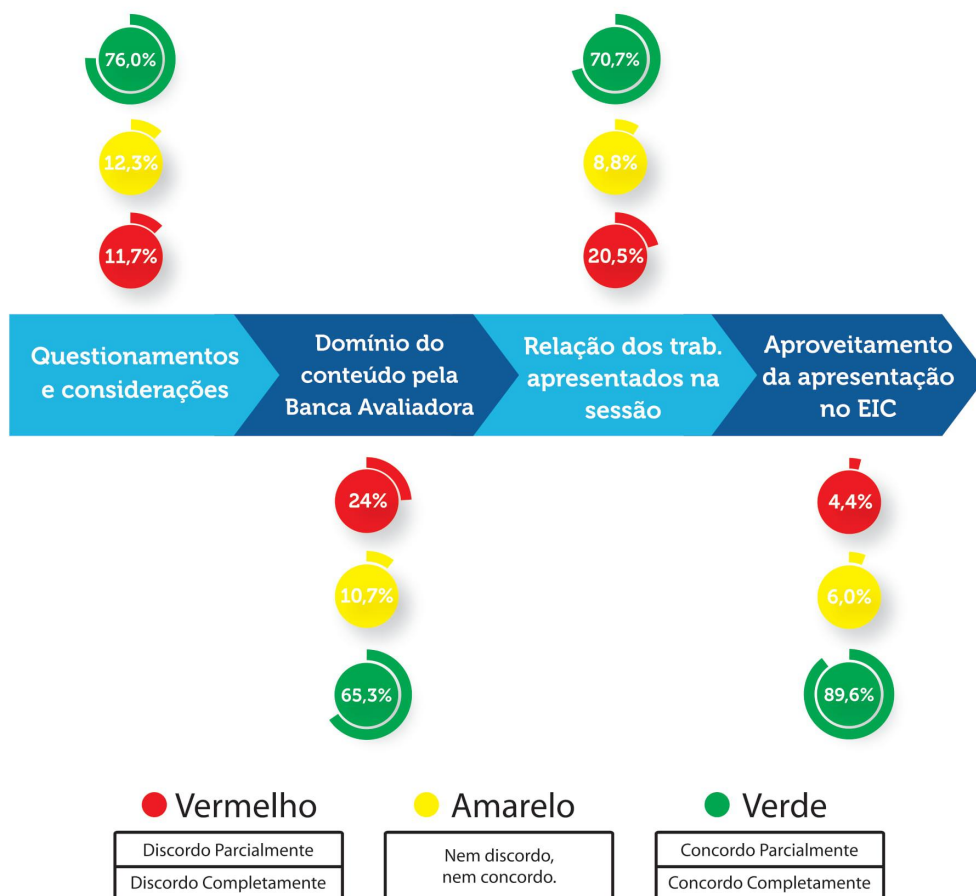 76,0%
12,3%
11,7%
70,7%
8,8%
20,5%
Questionamentos
e considerações
Domínio do
conteúdo pela
Banca Avaliadora
Relação dos trab.
apresentados na
sessão
Aproveitamento
da apresentação
no EIC
24%
10,7%
65,3%
4,4%
6,0%
89,6%
Vermelho
Discordo Parcialmente
Discordo Completamente
Amarelo
Nem discordo,
nem concordo.
Verde
Concordo Parcialmente
Concordo Completamente